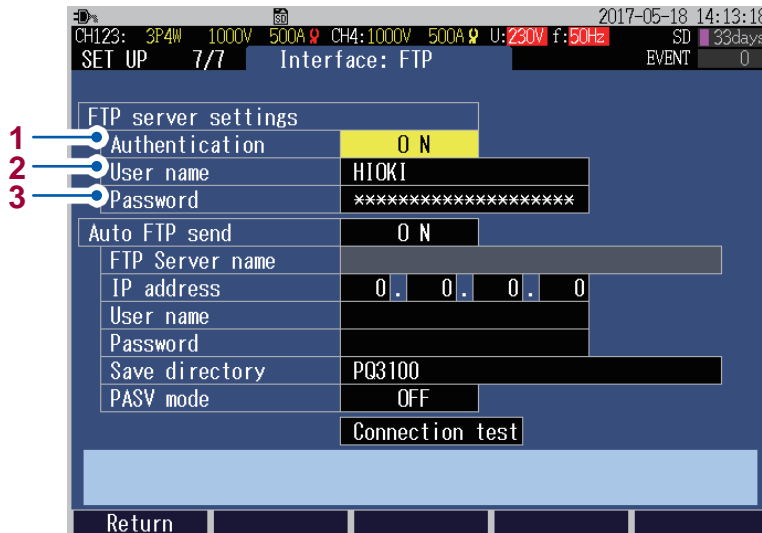 SD 2017-05-18 14:13:18
CH123: 3P4W 1000V 500A CH4:1000V 500A U:230V f:50Hz SD 33days
SET UP 7/7 Interface: FTP EVENT 0
FTP server settings
1 Authentication ON
2 User name HIOKI
3 Password ********************
Auto FTP send ON
FTP Server name
IP address 0. 0. 0. 0
User name
Password
Save directory PQ3100
PASV mode OFF
Connection test
Return